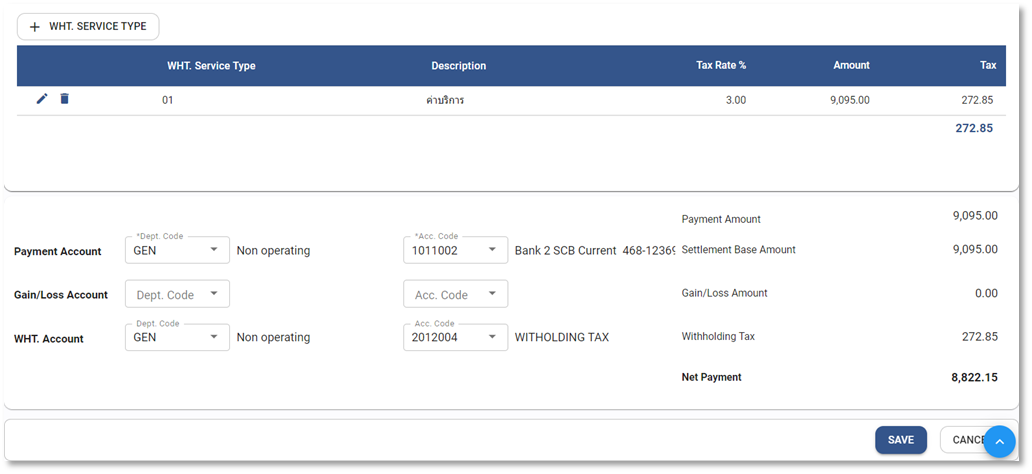 + WHT. SERVICE TYPE
WHT. Service Type Description Tax Rate % Amount Tax
01 ค่าบริการ 3.00 9,095.00 272.85
272.85
Payment Amount 9,095.00
*Dept. Code *Acc. Code
Payment Account GEN Non operating 1011002 Bank 2 SCB Current 468-1236 Settlement Base Amount 9,095.00
Gain/Loss Account Dept. Code Acc. Code Gain/Loss Amount 0.00
Dept. Code Acc. Code
WHT. Account GEN Non operating 2012004 WITHOLDING TAX Withholding Tax 272.85
Net Payment 8,822.15
SAVE CANCE